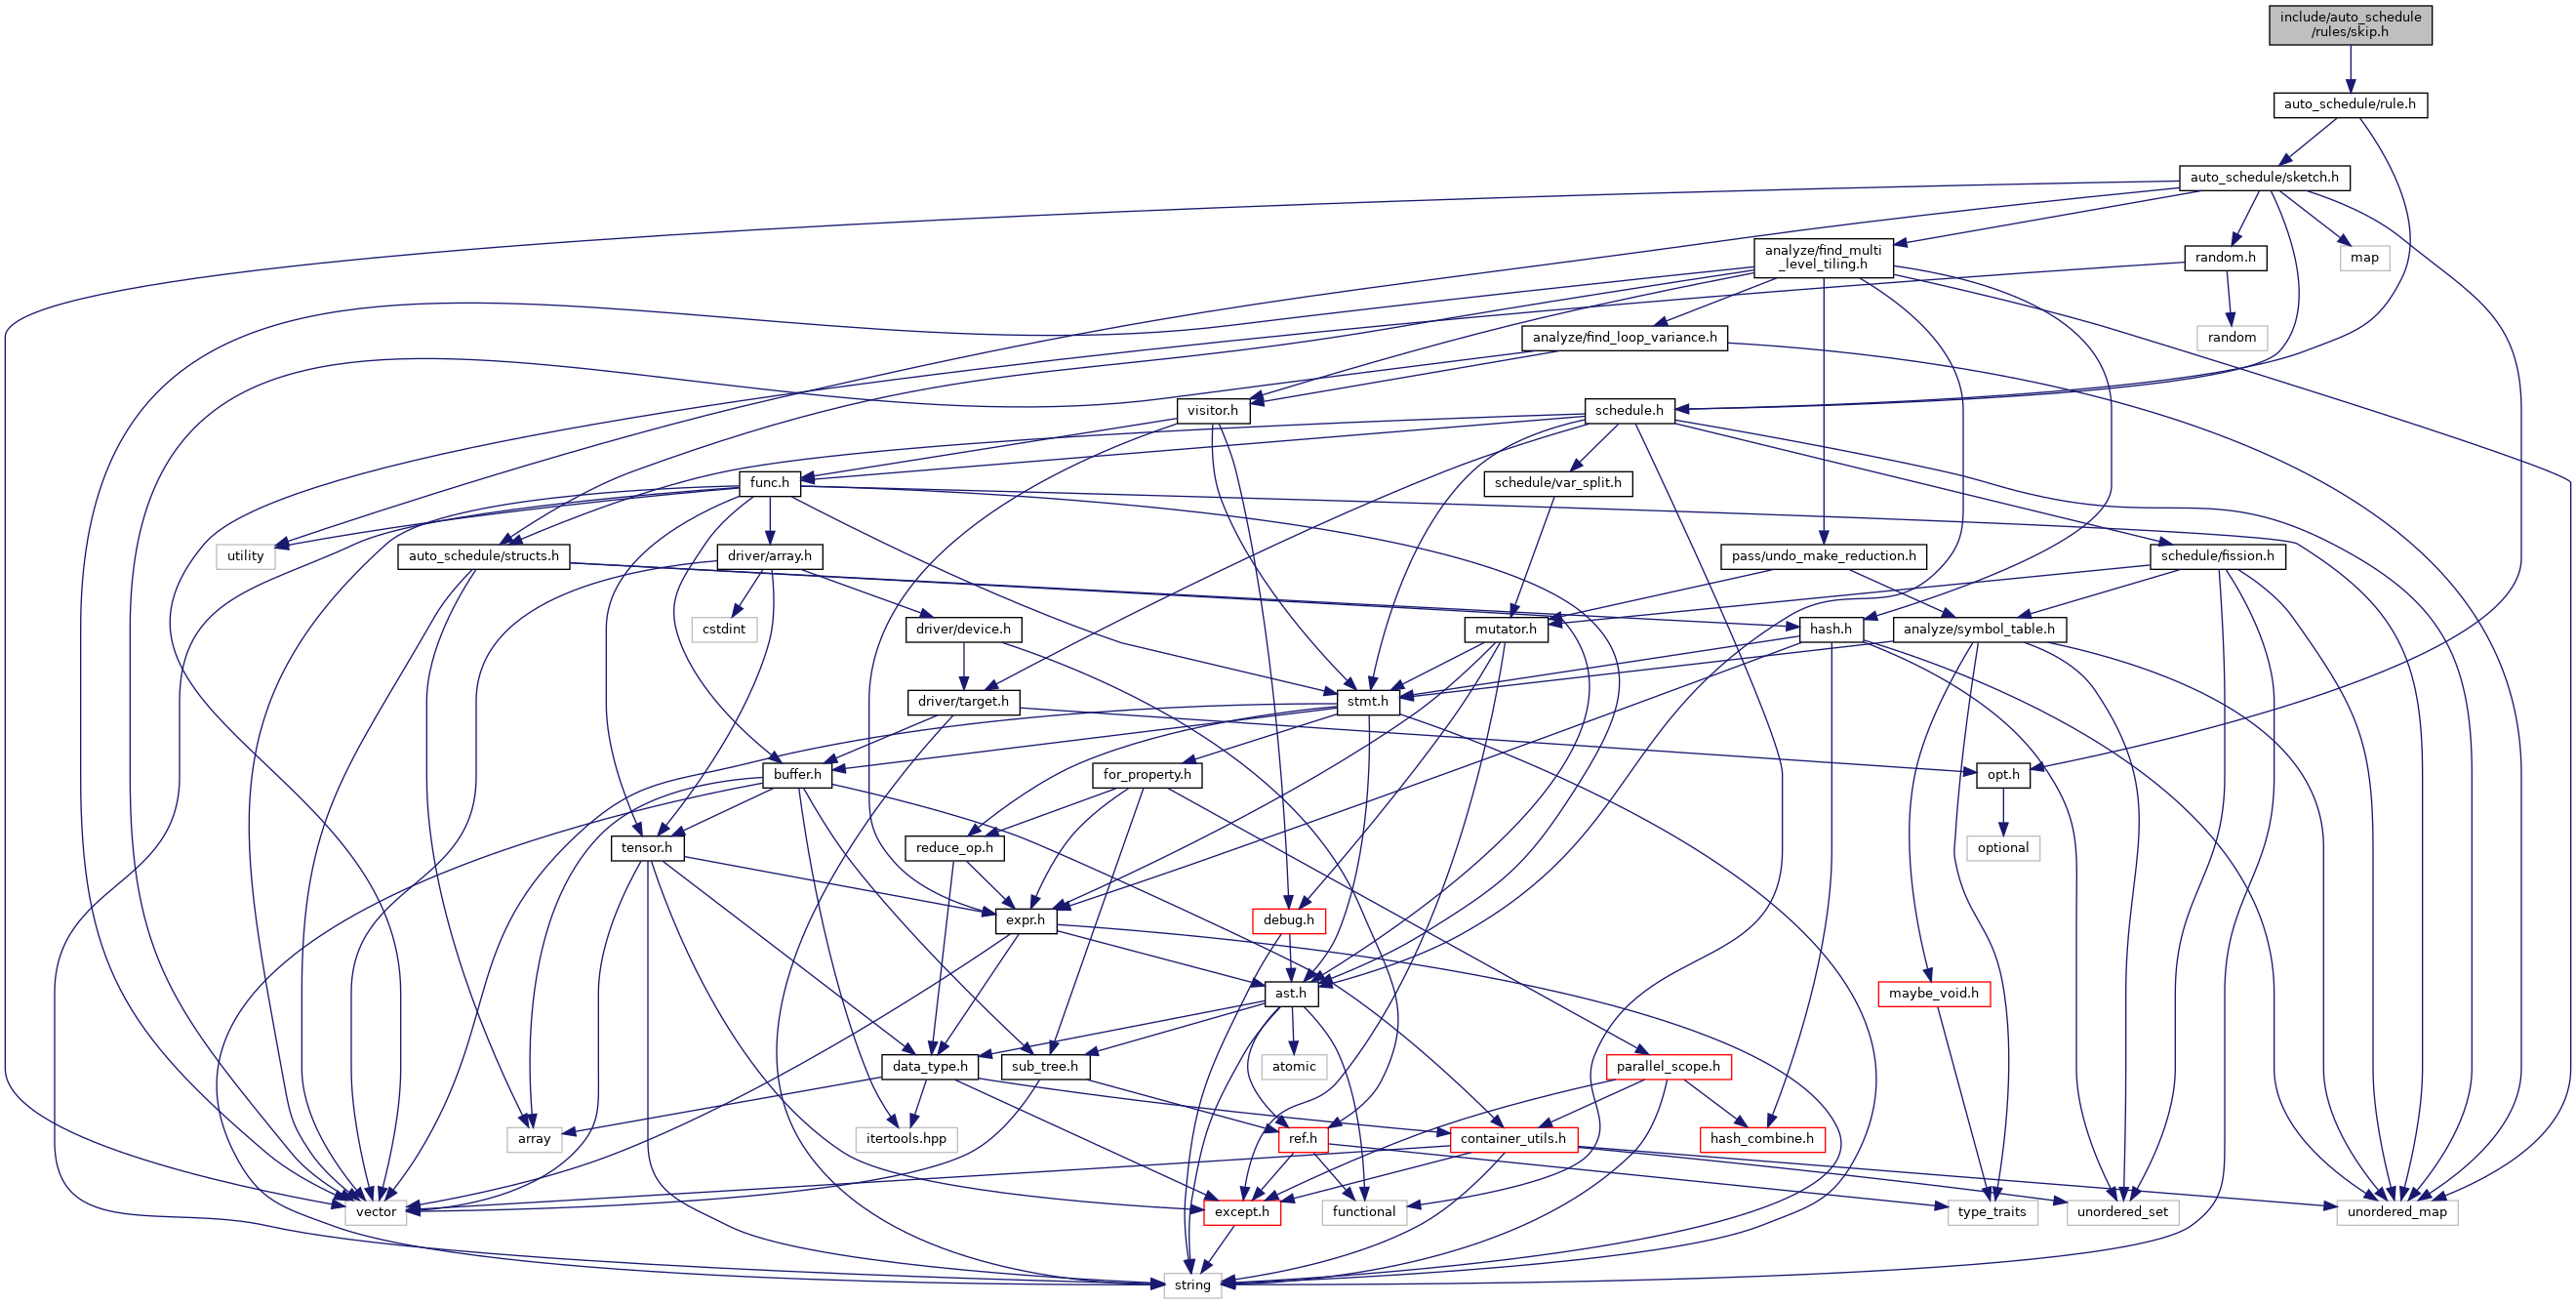 include/auto_schedule
/rules/skip.h
auto_schedule/rule.h
auto_schedule/sketch.h
analyze/find_multi
_level_tiling.h
random.h
map
analyze/find_loop_variance.h
random
visitor.h
schedule.h
func.h
schedule/var_split.h
utility
auto_schedule/structs.h
driver/array.h
pass/undo_make_reduction.h
schedule/fission.h
cstdint
driver/device.h
mutator.h
hash.h
analyze/symbol_table.h
driver/target.h
stmt.h
buffer.h
for_property.h
opt.h
tensor.h
reduce_op.h
optional
expr.h
debug.h
ast.h
maybe_void.h
data_type.h
sub_tree.h
atomic
parallel_scope.h
array
itertools.hpp
ref.h
container_utils.h
hash_combine.h
vector
except.h
functional
type_traits
unordered_set
unordered_map
string